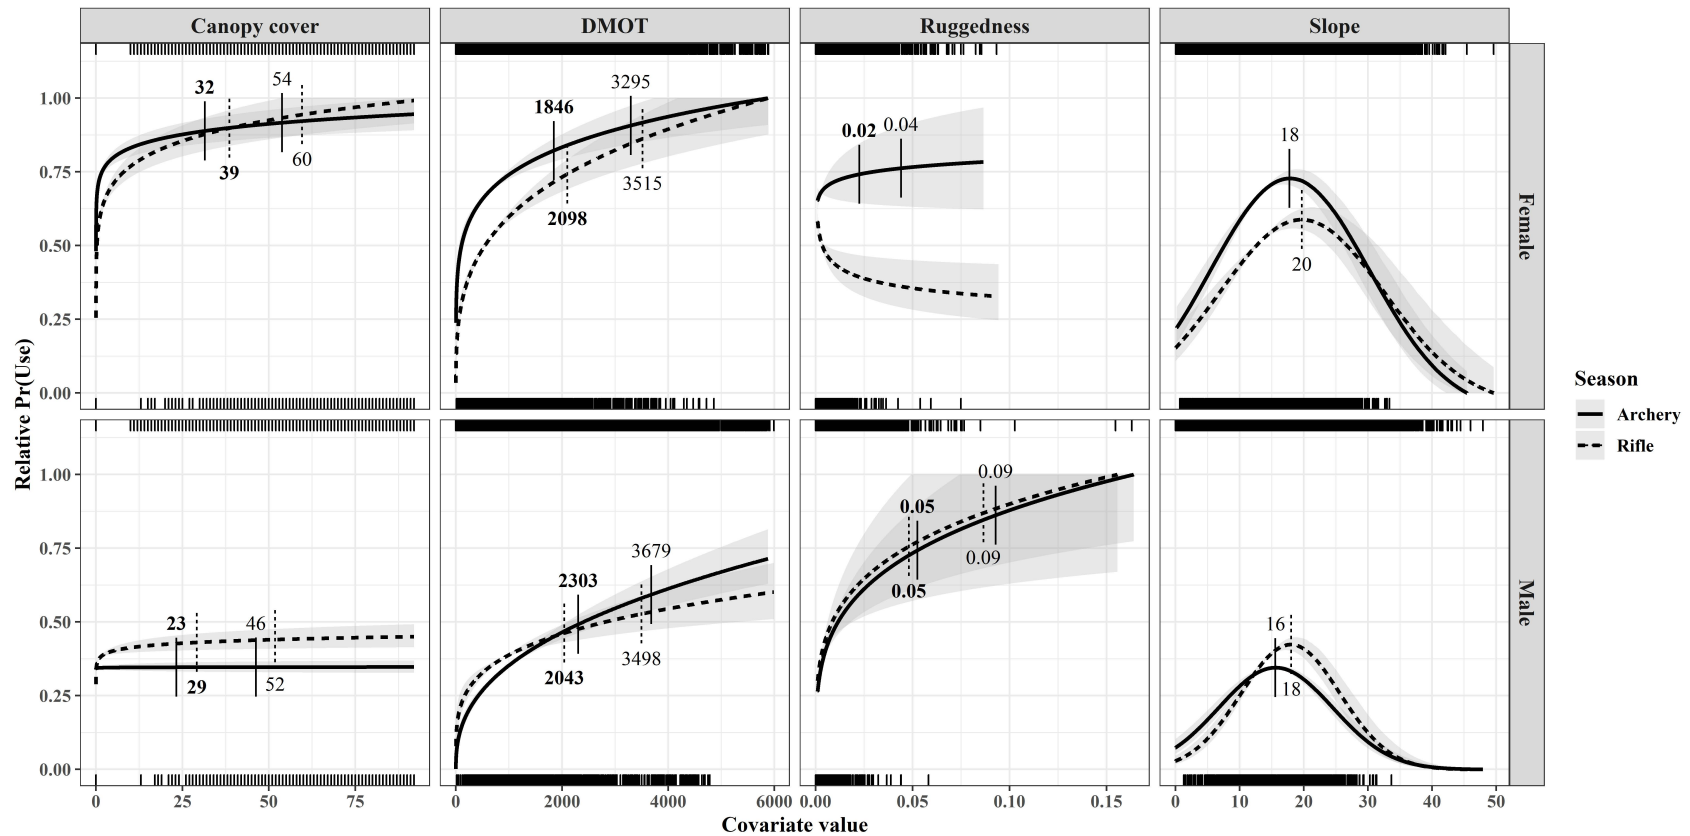 Canopy cover DMOT Ruggedness Slope
32 54 39 60
1846 3295 2098 3515
0.02 0.04
18 20
Female
1.00
0.75
0.50
0.25
0.00
23 46 29 52
2303 3679 2043 3498
0.05 0.09 0.05 0.09
16 18
Male
1.00
0.75
0.50
0.25
0.00
0 25 50 75
0 2000 4000 6000
0.00 0.05 0.10 0.15
0 10 20 30 40 50
Relative Pr(Use)
Covariate value
Season
Archery
Rifle